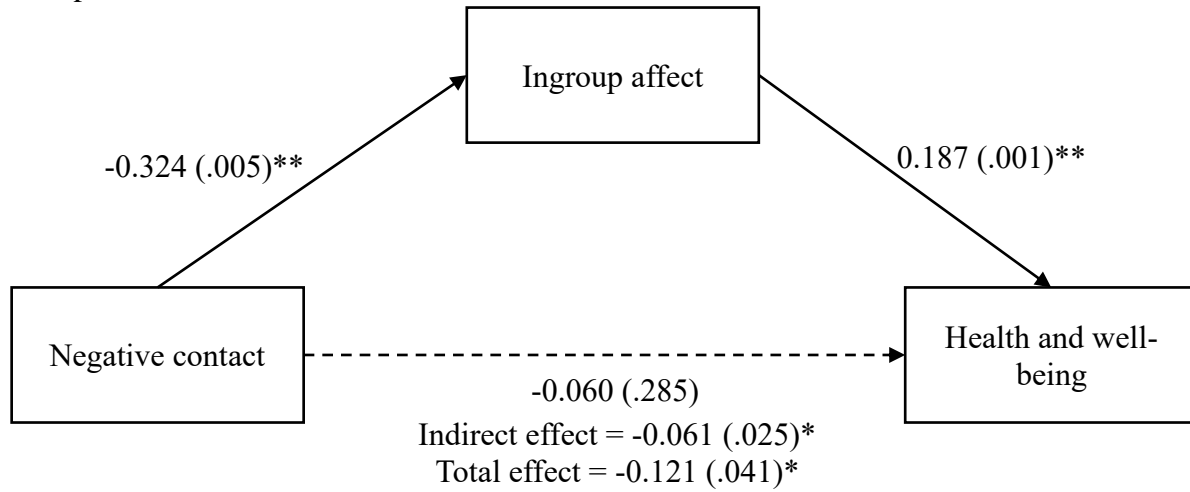 Ingroup affect
-0.324 (.005)**
0.187 (.001)**
Negative contact
Health and well-
being
-0.060 (.285)
Indirect effect = -0.061 (.025)*
Total effect = -0.121 (.041)*